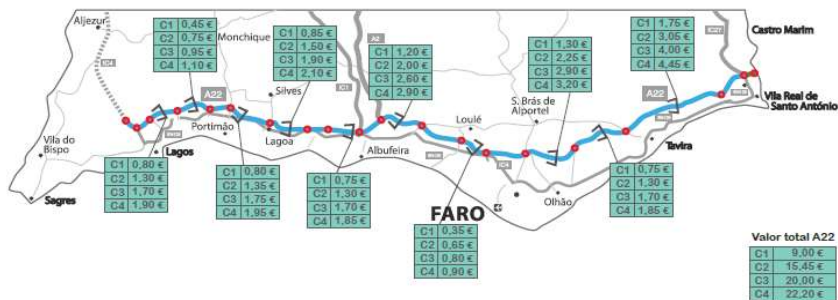 Aljezur
Monchique
C1 0,45 €
C2 0,75 €
C3 0,95 €
C4 1,10 €
C1 0,85 €
C2 1,50 €
C3 1,90 €
C4 2,10 €
A2
C1 1,20 €
C2 2,00 €
C3 2,60 €
C4 2,90 €
C1 1,30 €
C2 2,25 €
C3 2,90 €
C4 3,20 €
C1 1,75 €
C2 3,05 €
C3 4,00 €
C4 4,45 €
IC27
Castro Marim
IC4
A22
IC1
Silves
S. Brás de Alportel
A22
Vila Real de
Santo António
Portimão
Lagoa
Loulé
Vila do
Bispo
Lagos
Albufeira
IC4
Tavira
C1 0,80 €
C2 1,30 €
C3 1,70 €
C4 1,90 €
C1 0,80 €
C2 1,35 €
C3 1,75 €
C4 1,95 €
C1 0,75 €
C2 1,30 €
C3 1,70 €
C4 1,85 €
C1 0,75 €
C2 1,30 €
C3 1,70 €
C4 1,85 €
Sagres
FARO
Olhão
C1 0,35 €
C2 0,65 €
C3 0,80 €
C4 0,90 €
Valor total A22
C1 9,00 €
C2 15,45 €
C3 20,00 €
C4 22,20 €